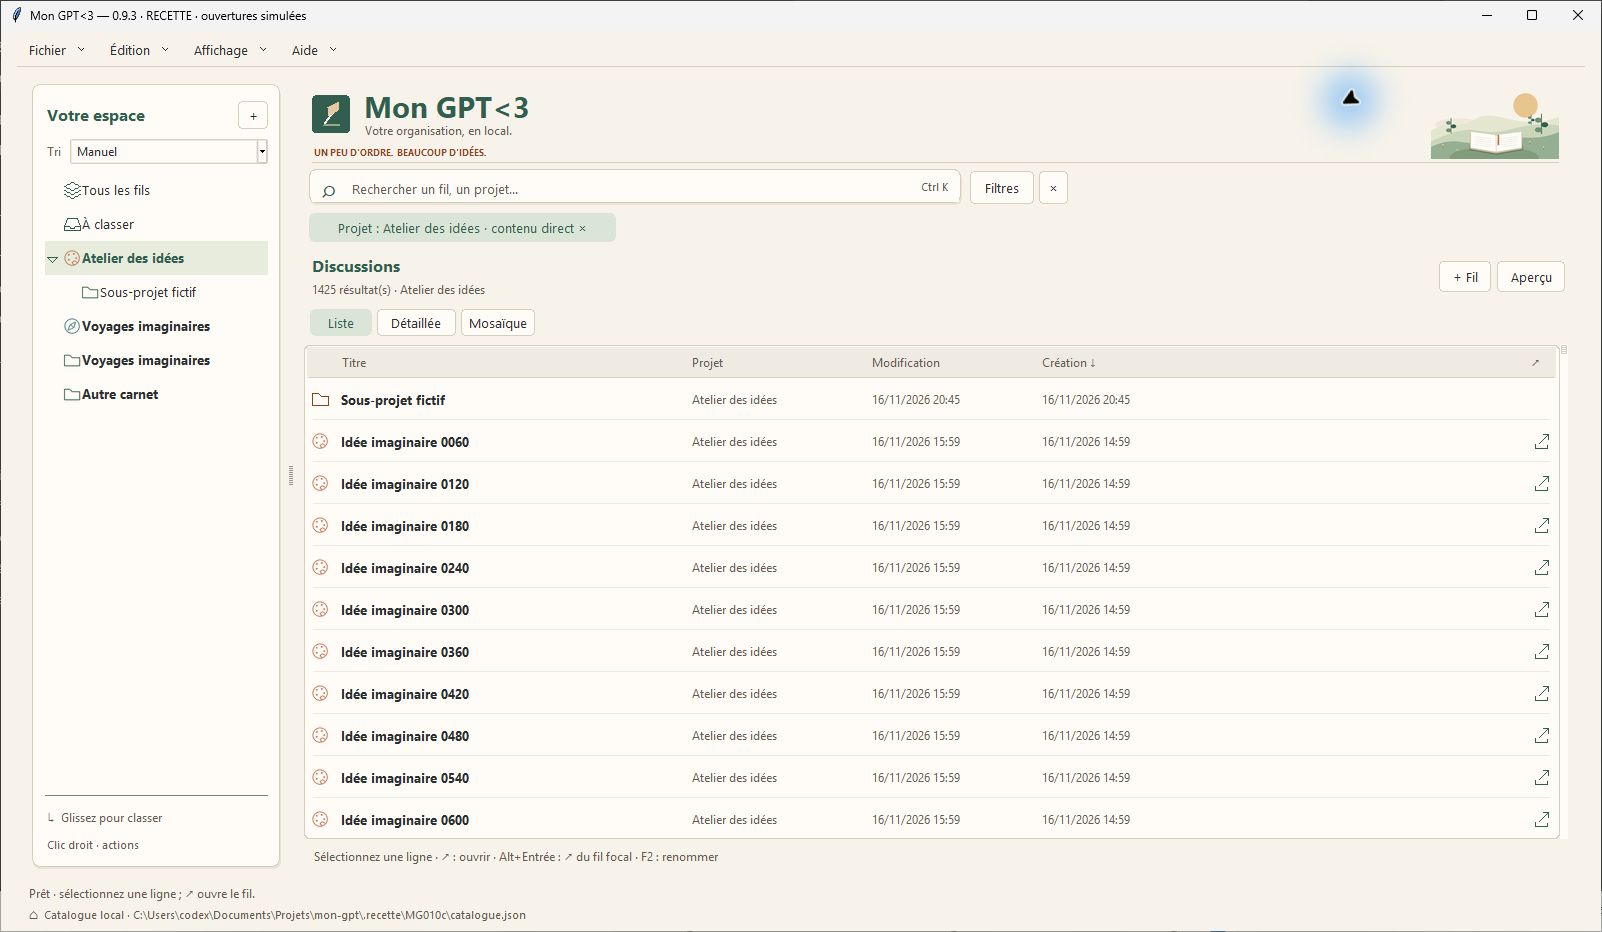 Mon GPT<3 — 0.9.3 · RECETTE · ouvertures simulées
Fichier Édition Affichage Aide
Votre espace +
Tri Manuel
Tous les fils
À classer
Atelier des idées
Sous-projet fictif
Voyages imaginaires
Voyages imaginaires
Autre carnet
↳ Glissez pour classer
Clic droit · actions
Mon GPT<3
Votre organisation, en local.
UN PEU D'ORDRE. BEAUCOUP D'IDÉES.
Rechercher un fil, un projet... Ctrl K Filtres ×
Projet : Atelier des idées · contenu direct ×
Discussions
1425 résultat(s) · Atelier des idées
+ Fil Aperçu
Liste Détaillée Mosaïque
Titre Projet Modification Création ↓ ↗
Sous-projet fictif Atelier des idées 16/11/2026 20:45 16/11/2026 20:45
Idée imaginaire 0060 Atelier des idées 16/11/2026 15:59 16/11/2026 14:59
Idée imaginaire 0120 Atelier des idées 16/11/2026 15:59 16/11/2026 14:59
Idée imaginaire 0180 Atelier des idées 16/11/2026 15:59 16/11/2026 14:59
Idée imaginaire 0240 Atelier des idées 16/11/2026 15:59 16/11/2026 14:59
Idée imaginaire 0300 Atelier des idées 16/11/2026 15:59 16/11/2026 14:59
Idée imaginaire 0360 Atelier des idées 16/11/2026 15:59 16/11/2026 14:59
Idée imaginaire 0420 Atelier des idées 16/11/2026 15:59 16/11/2026 14:59
Idée imaginaire 0480 Atelier des idées 16/11/2026 15:59 16/11/2026 14:59
Idée imaginaire 0540 Atelier des idées 16/11/2026 15:59 16/11/2026 14:59
Idée imaginaire 0600 Atelier des idées 16/11/2026 15:59 16/11/2026 14:59
Sélectionnez une ligne · ↗ : ouvrir · Alt+Entrée : ↗ du fil focal · F2 : renommer
Prêt · sélectionnez une ligne ; ↗ ouvre le fil.
⌂ Catalogue local · C:\Users\codex\Documents\Projets\mon-gpt\.recette\MG010c\catalogue.json